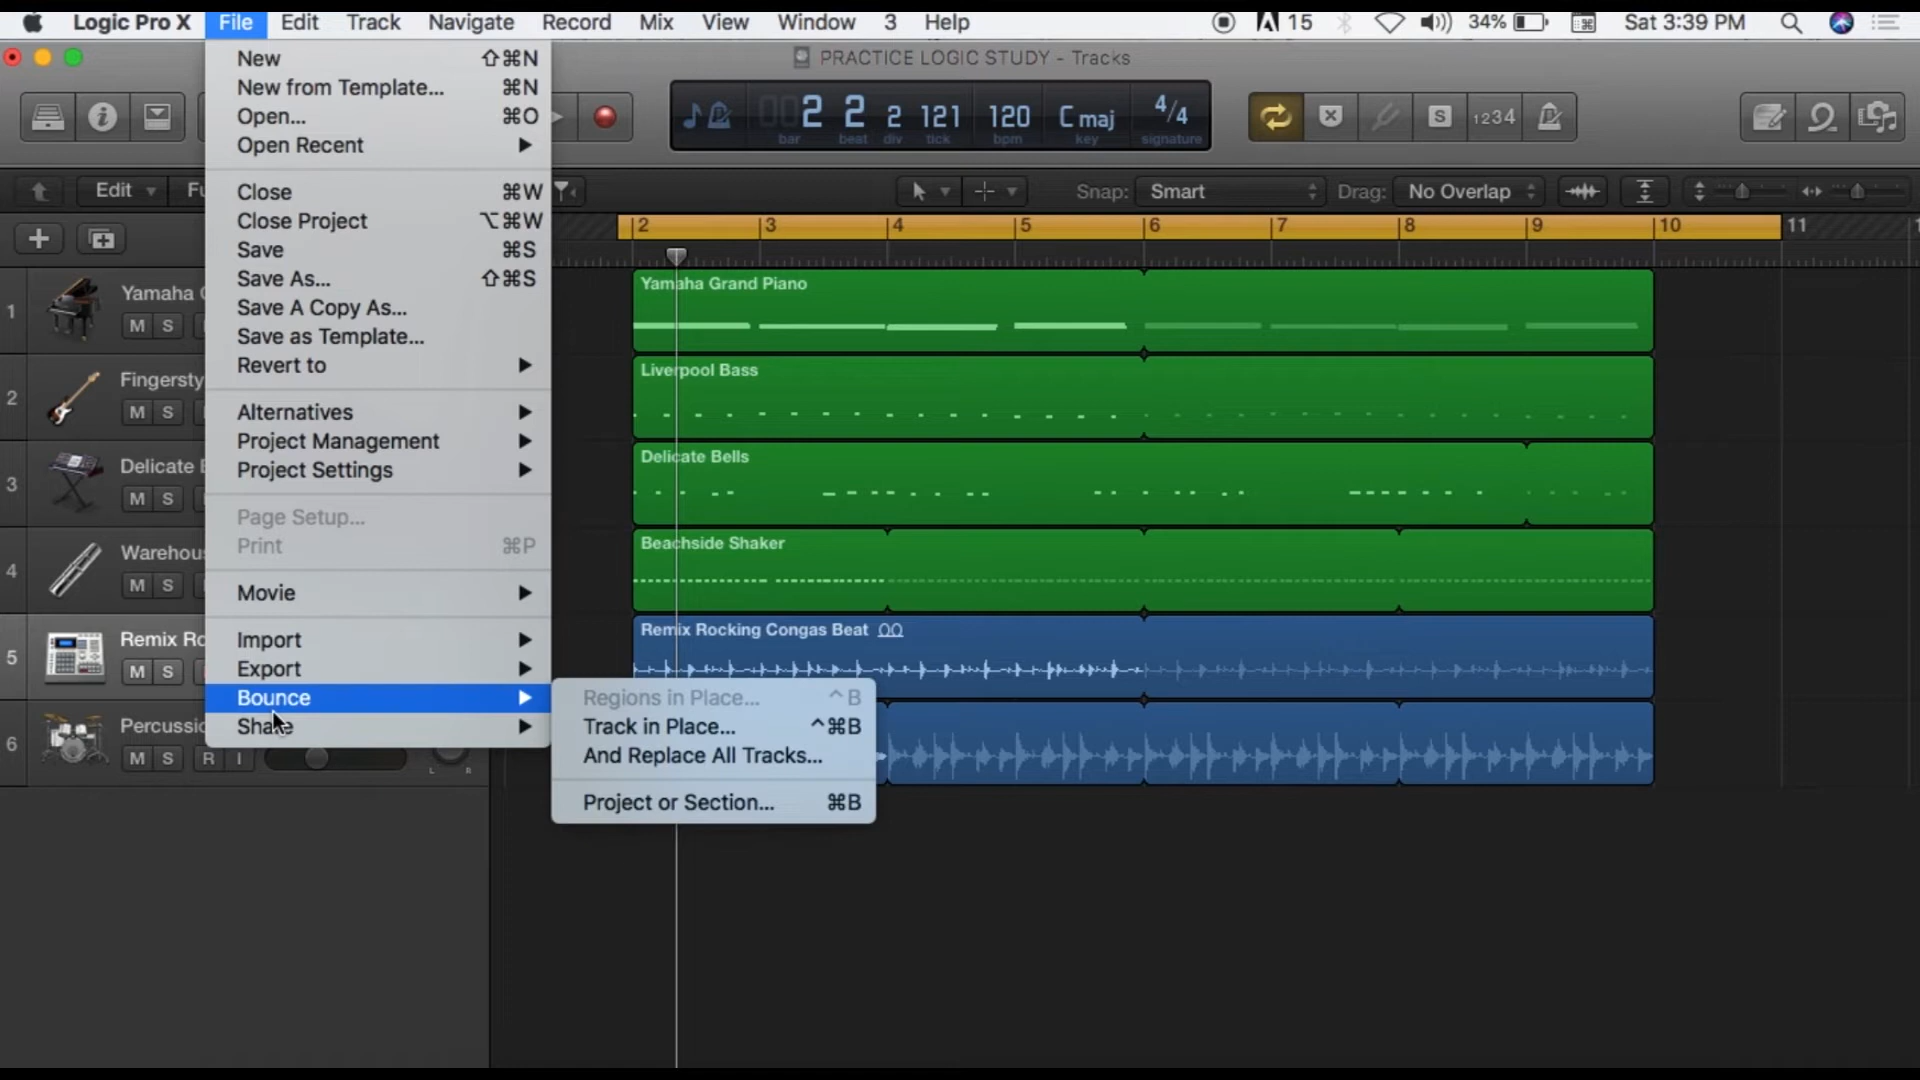 Logic Pro X File Edit Track Navigate Record Mix View Window 3 Help 15 34% Sat 3:39 PM
PRACTICE LOGIC STUDY - Tracks
New ⇧⌘N
New from Template... ⌘N
Open... ⌘O
Open Recent
Close ⌘W
Close Project ⌥⌘W
Save ⌘S
Save As... ⇧⌘S
Save A Copy As...
Save as Template...
Revert to
Alternatives
Project Management
Project Settings
Page Setup...
Print ⌘P
Movie
Import
Export
Bounce
Share
Regions in Place... ^B
Track in Place... ^⌘B
And Replace All Tracks...
Project or Section... ⌘B
2 2 2 121 120 C maj 4/4
bar beat div tick bpm key signature
S 1234
Edit Snap: Smart Drag: No Overlap
2 3 4 5 6 7 8 9 10 11
1 Yamaha
M S
2
M S
3 Delicate
M S
4
M S
5 Remix
M S
6
M S R I
L R
Yamaha Grand Piano
Liverpool Bass
Delicate Bells
Beachside Shaker
Remix Rocking Congas Beat